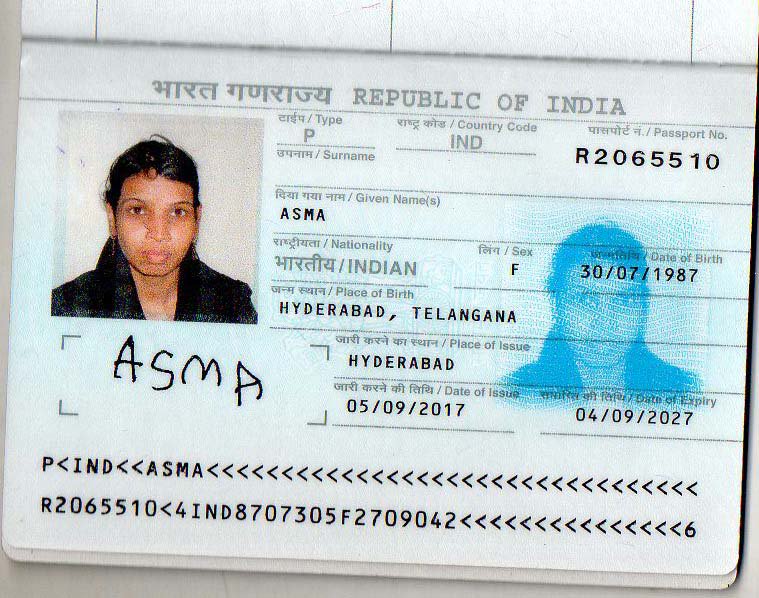 भारत गणराज्य REPUBLIC OF INDIA
टाईप / Type
P
राष्ट्र कोड / Country Code
IND
पासपोर्ट नं. / Passport No.
R2065510
उपनाम / Surname
दिया गया नाम / Given Name(s)
ASMA
राष्ट्रीयता / Nationality
भारतीय / INDIAN
लिंग / Sex
F
जन्मतिथि / Date of Birth
30/07/1987
जन्म स्थान / Place of Birth
HYDERABAD, TELANGANA
जारी करने का स्थान / Place of Issue
HYDERABAD
जारी करने की तिथि / Date of Issue
05/09/2017
समाप्ति की तिथि / Date of Expiry
04/09/2027
ASMA
P<IND<<ASMA<<<<<<<<<<<<<<<<<<<<<<<<<<<<<<<<<
R2065510<4IND8707305F2709042<<<<<<<<<<<<<<<6